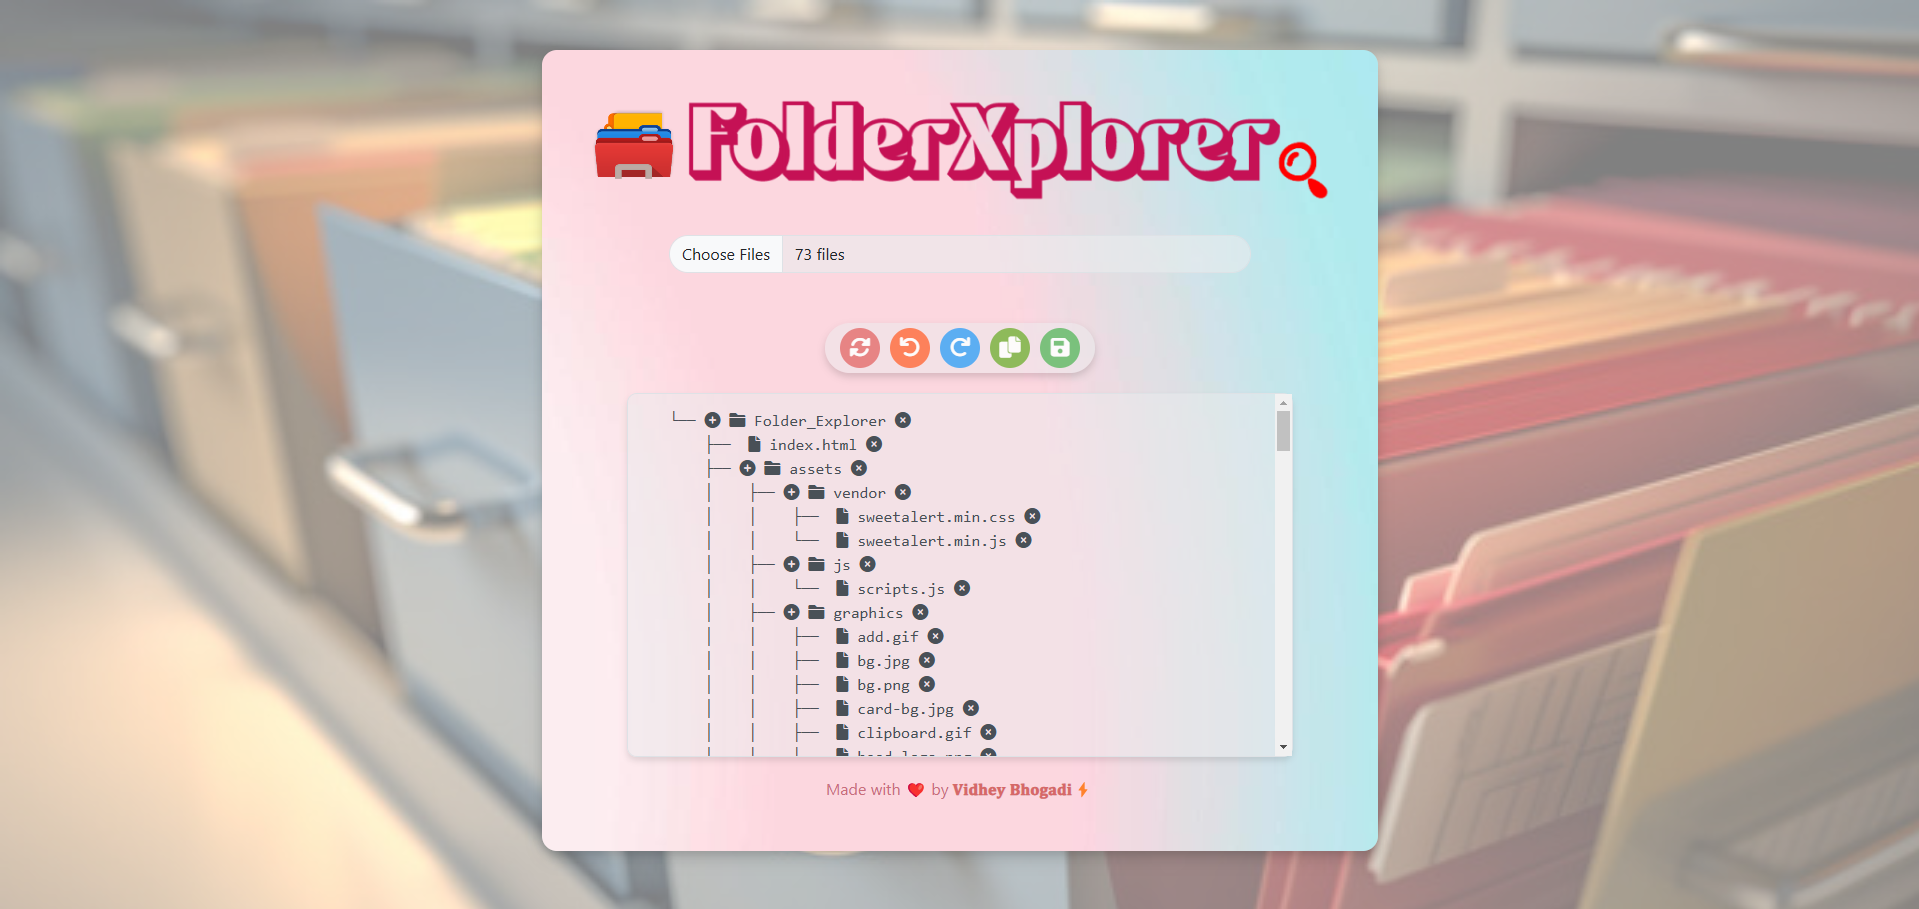 FolderXplorer
Choose Files 73 files
Folder_Explorer
index.html
assets
vendor
sweetalert.min.css
sweetalert.min.js
js
scripts.js
graphics
add.gif
bg.jpg
bg.png
card-bg.jpg
clipboard.gif
Made with ❤️ by Vidhey Bhogadi⚡